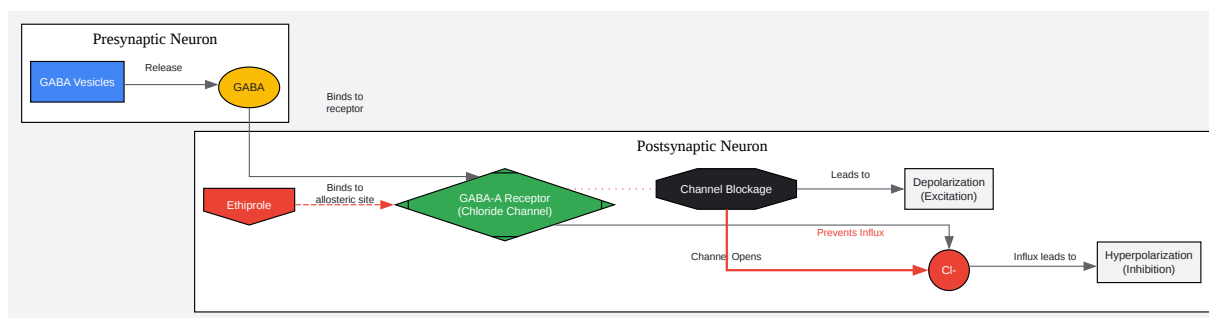 Presynaptic Neuron
GABA Vesicles
Release
GABA
Binds to
receptor
Postsynaptic Neuron
Ethiprole
Binds to
allosteric site
GABA-A Receptor
(Chloride Channel)
Channel Blockage
Leads to
Depolarization
(Excitation)
Prevents Influx
Channel Opens
Cl-
Influx leads to
Hyperpolarization
(Inhibition)